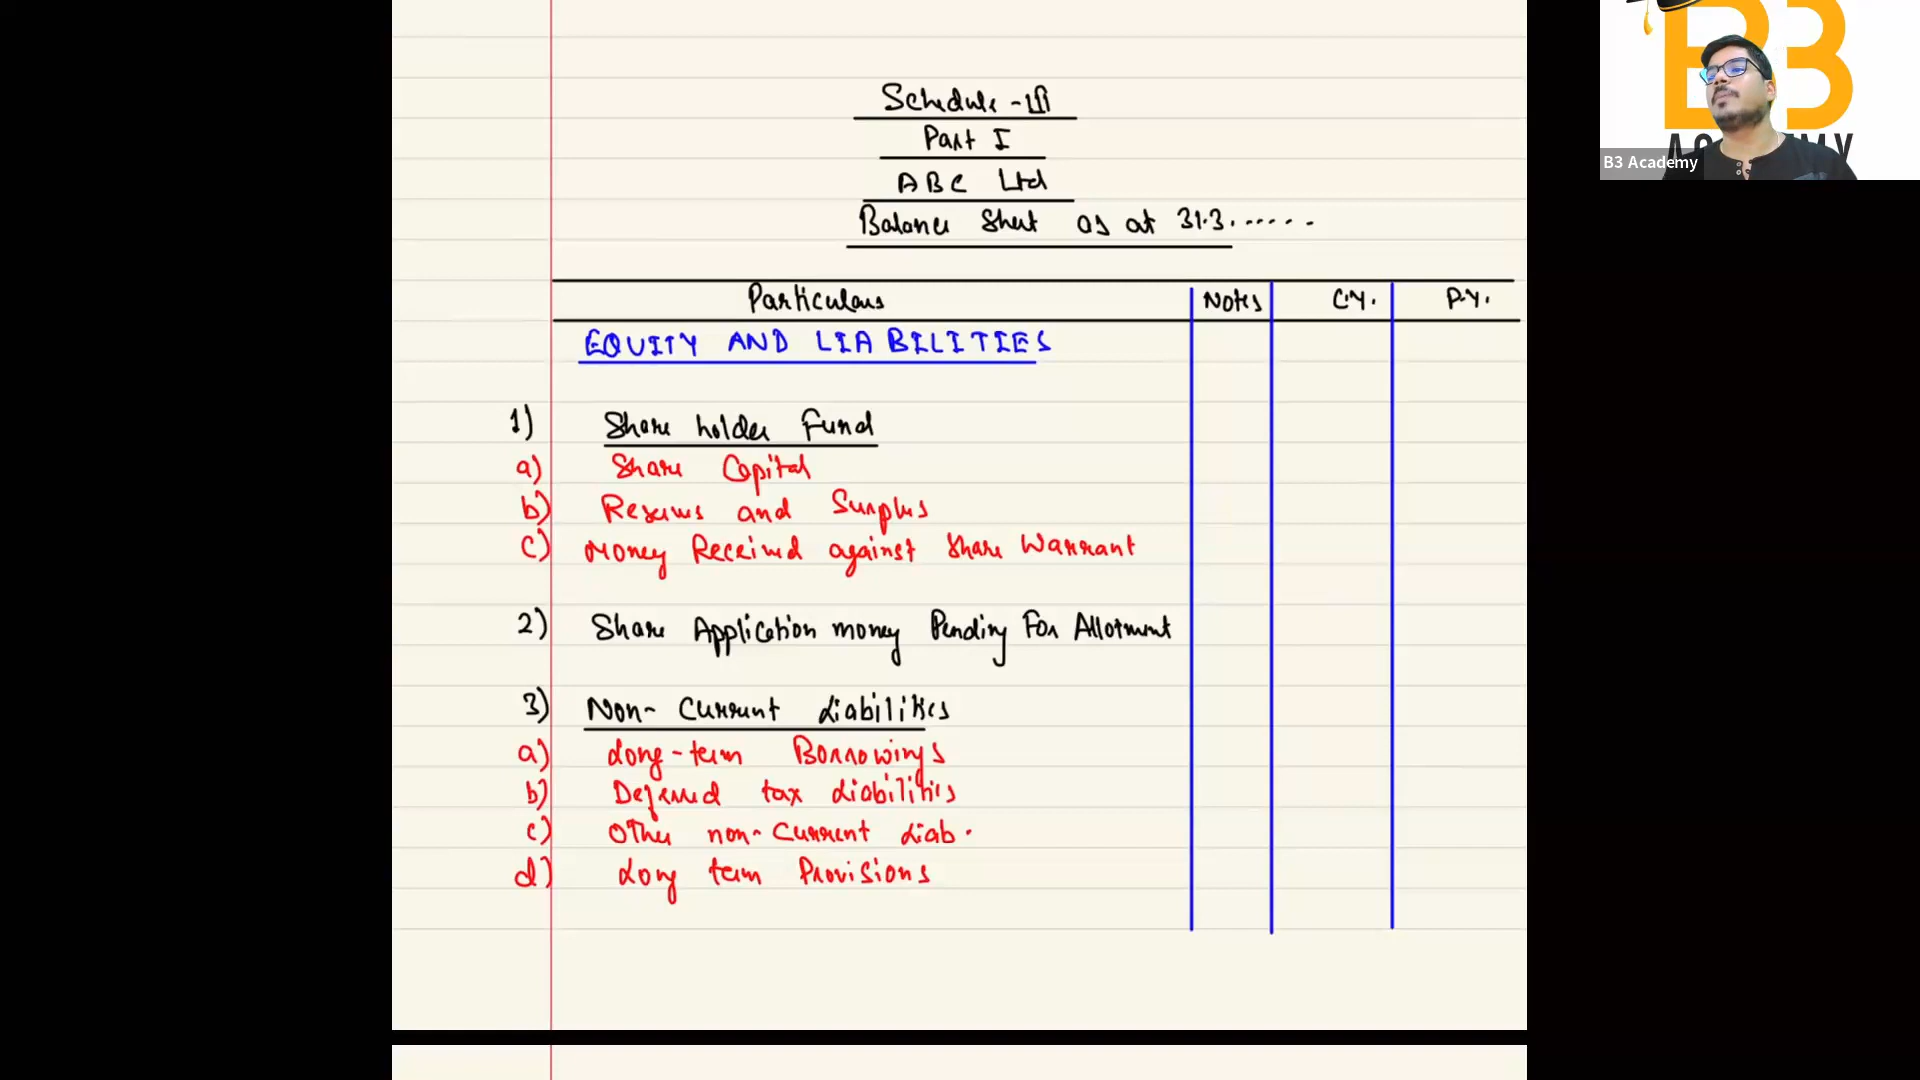 Schedule - III
Part I
ABC Ltd
Balance Sheet as at 31.3.......
Particulars Notes C.Y. P.Y.
EQUITY AND LIABILITIES
1) Share holder Fund
a) Share Capital
b) Reserves and Surplus
c) Money Received against Share Warrant
2) Share Application money Pending For Allotment
3) Non- Current Liabilities
a) Long-term Borrowings
b) Deferred tax Liabilities
c) Other non-Current Liab.
d) Long term Provisions
B3
ACADEMY
B3 Academy